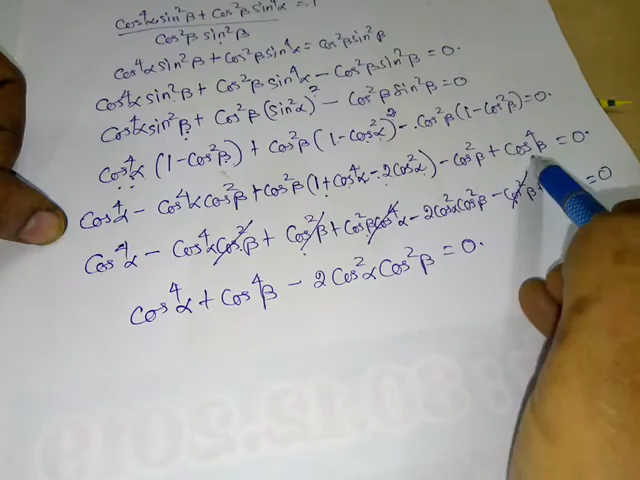 Cos⁴α sin²β + Cos²β sin⁴α = 1
Cos²β sin²β
Cos⁴α sin²β + Cos²β sin⁴α = Cos²β sin²β
Cos⁴α sin²β + Cos²β sin⁴α - Cos²β sin²β = 0.
Cos⁴α sin²β + Cos²β (sin²α)² - Cos²β sin²β = 0
Cos⁴α (1-Cos²β) + Cos²β (1-Cos²α)² - Cos²β (1-Cos²β) = 0.
Cos⁴α - Cos⁴α Cos²β + Cos²β (1+Cos⁴α - 2Cos²α) - Cos²β + Cos⁴β = 0.
Cos⁴α - Cos⁴α Cos²β + Cos²β + Cos²β Cos⁴α - 2Cos²α Cos²β - Cos²β + = 0
Cos⁴α + Cos⁴β - 2Cos²α Cos²β = 0.
30.12.2019